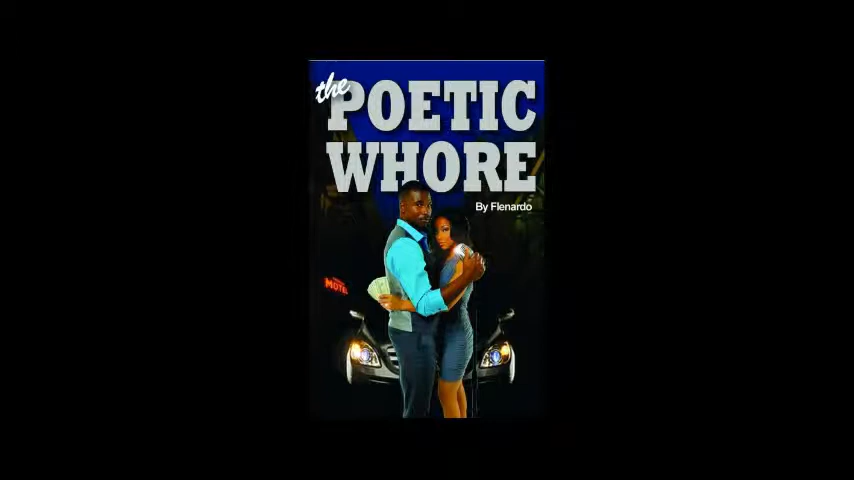 the
POETIC
WHORE
By Flenardo
MOTEL